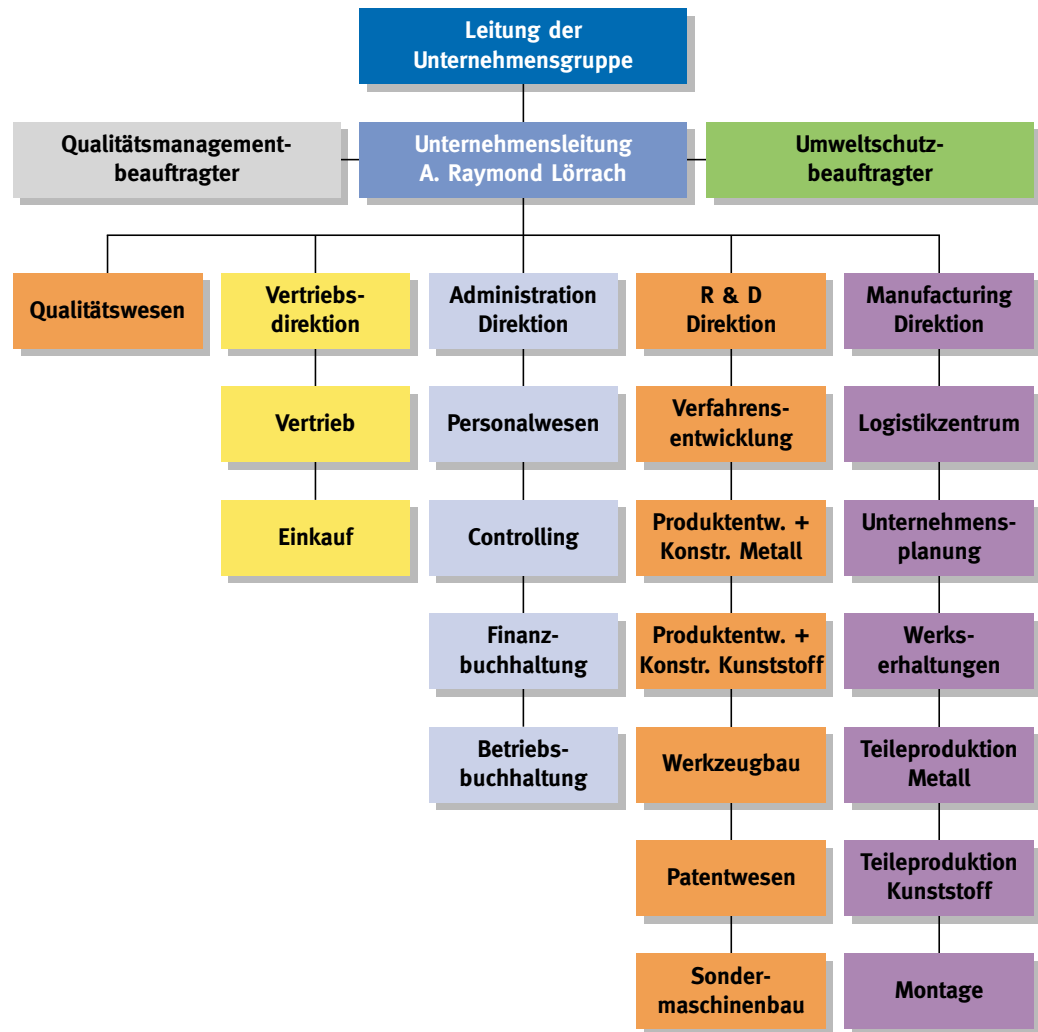 Leitung der
Unternehmensgruppe
Qualitätsmanagement-
beauftragter
Unternehmensleitung
A. Raymond Lörrach
Umweltschutz-
beauftragter
Qualitätswesen
Vertriebs-
direktion
Administration
Direktion
R & D
Direktion
Manufacturing
Direktion
Vertrieb
Personalwesen
Verfahrens-
entwicklung
Logistikzentrum
Einkauf
Controlling
Produktentw. +
Konstr. Metall
Unternehmens-
planung
Finanz-
buchhaltung
Produktentw. +
Konstr. Kunststoff
Werks-
erhaltungen
Betriebs-
buchhaltung
Werkzeugbau
Teileproduktion
Metall
Patentwesen
Teileproduktion
Kunststoff
Sonder-
maschinenbau
Montage